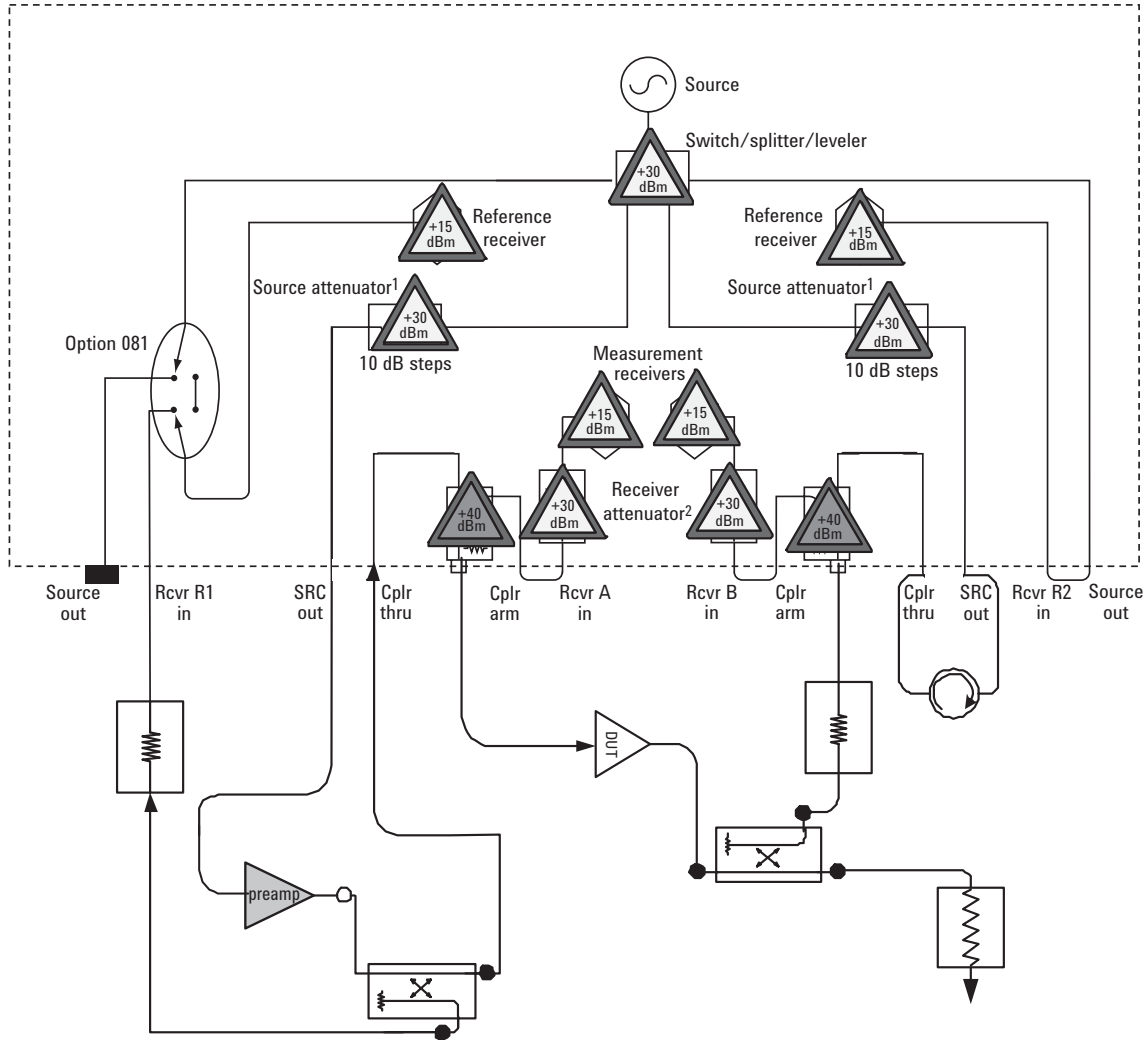 Source
Switch/splitter/leveler
+30
dBm
+15
dBm
Reference
receiver
Reference
receiver
+15
dBm
Source attenuator1
+30
dBm
10 dB steps
Source attenuator1
+30
dBm
10 dB steps
Option 081
Measurement
receivers
+15
dBm
+15
dBm
+40
dBm
+30
dBm
Receiver
attenuator2
+30
dBm
+40
dBm
Source
out
Rcvr R1
in
SRC
out
Cplr
thru
Cplr
arm
Rcvr A
in
Rcvr B
in
Cplr
arm
Cplr
thru
SRC
out
Rcvr R2
in
Source
out
DUT
preamp